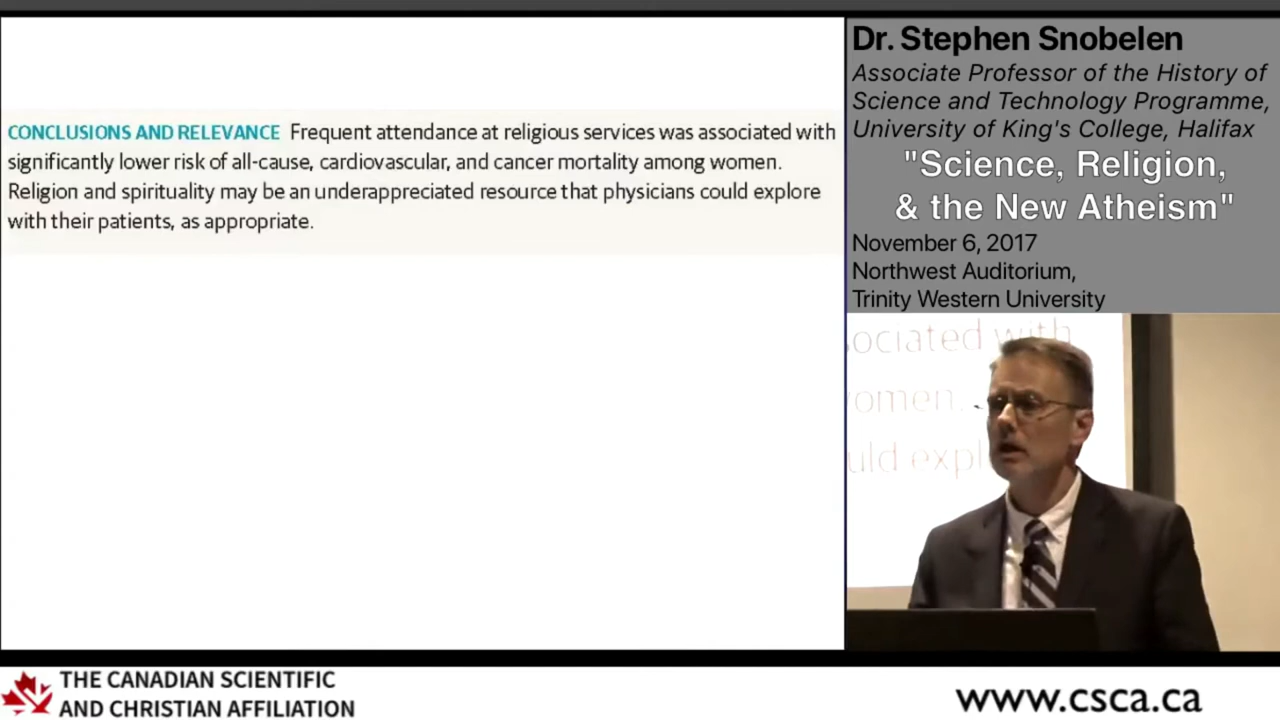 CONCLUSIONS AND RELEVANCE Frequent attendance at religious services was associated with
significantly lower risk of all-cause, cardiovascular, and cancer mortality among women.
Religion and spirituality may be an underappreciated resource that physicians could explore
with their patients, as appropriate.
Dr. Stephen Snobelen
Associate Professor of the History of
Science and Technology Programme,
University of King's College, Halifax
"Science, Religion,
& the New Atheism"
November 6, 2017
Northwest Auditorium,
Trinity Western University
with
women.
THE CANADIAN SCIENTIFIC
AND CHRISTIAN AFFILIATION
www.csca.ca